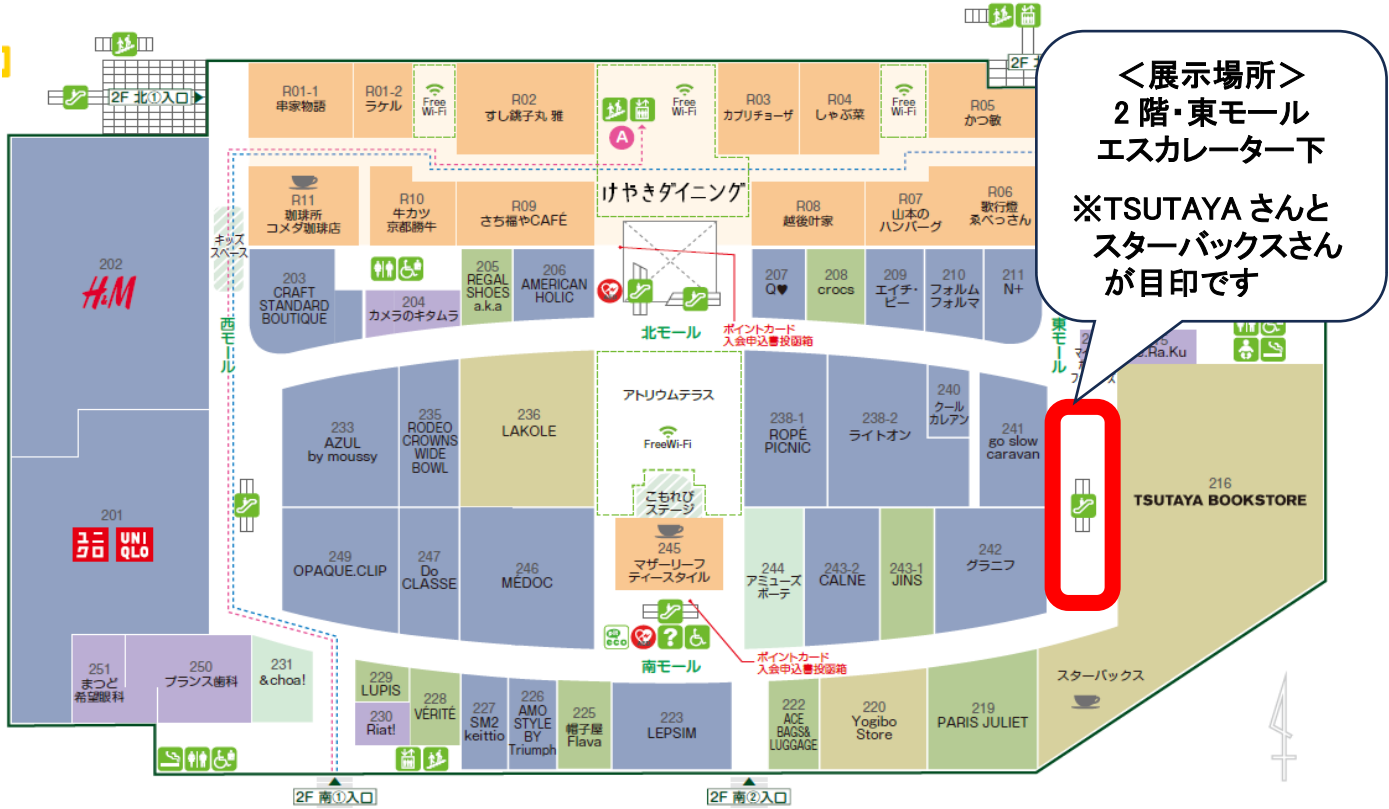 2F 北①入口
R01-1
串家物語
R01-2
ラケル
Free
Wi-Fi
R02
すし銚子丸 雅
Free
Wi-Fi
A
R03
カプリチョーザ
R04
しゃぶ菜
Free
Wi-Fi
R05
かつ敏
2F
＜展示場所＞
２階・東モール
エスカレーター下
※TSUTAYA さんと
スターバックスさん
が目印です
けやきダイニング
R11
珈琲所
コメダ珈琲店
R10
牛カツ
京都勝牛
R09
さち福やCAFÉ
R08
越後叶家
R07
山本の
ハンバーグ
R06
歌行燈
ゑべっさん
キッズ
スペース
202
H&M
203
CRAFT
STANDARD
BOUTIQUE
204
カメラのキタムラ
205
REGAL
SHOES
a.k.a
206
AMERICAN
HOLIC
207
Q♥
208
crocs
209
エイチ・
ビー
210
フォルム
フォルマ
211
N+
西モール
北モール
東モール
ポイントカード
入会申込書投函箱
.Ra.Ku
233
AZUL
by moussy
235
RODEO
CROWNS
WIDE
BOWL
236
LAKOLE
アトリウムテラス
FreeWi-Fi
こもれび
ステージ
238-1
ROPÉ
PICNIC
238-2
ライトオン
240
クール
カレアン
241
go slow
caravan
216
TSUTAYA BOOKSTORE
201
ユニ
クロ
UNI
QLO
249
OPAQUE.CLIP
247
Do
CLASSE
246
MÉDOC
245
マザーリーフ
ティースタイル
244
アミューズ
ボーテ
243-2
CALNE
243-1
JINS
242
グラニフ
南モール
ポイントカード
入会申込書投函箱
251
まつど
希望眼科
250
プランス歯科
231
&choa!
229
LUPIS
230
Riat!
228
VÉRITÉ
227
SM2
keittio
226
AMO
STYLE
BY
Triumph
225
帽子屋
Flava
223
LEPSIM
222
ACE
BAGS&
LUGGAGE
220
Yogibo
Store
219
PARIS JULIET
スターバックス
2F 南①入口
2F 南②入口